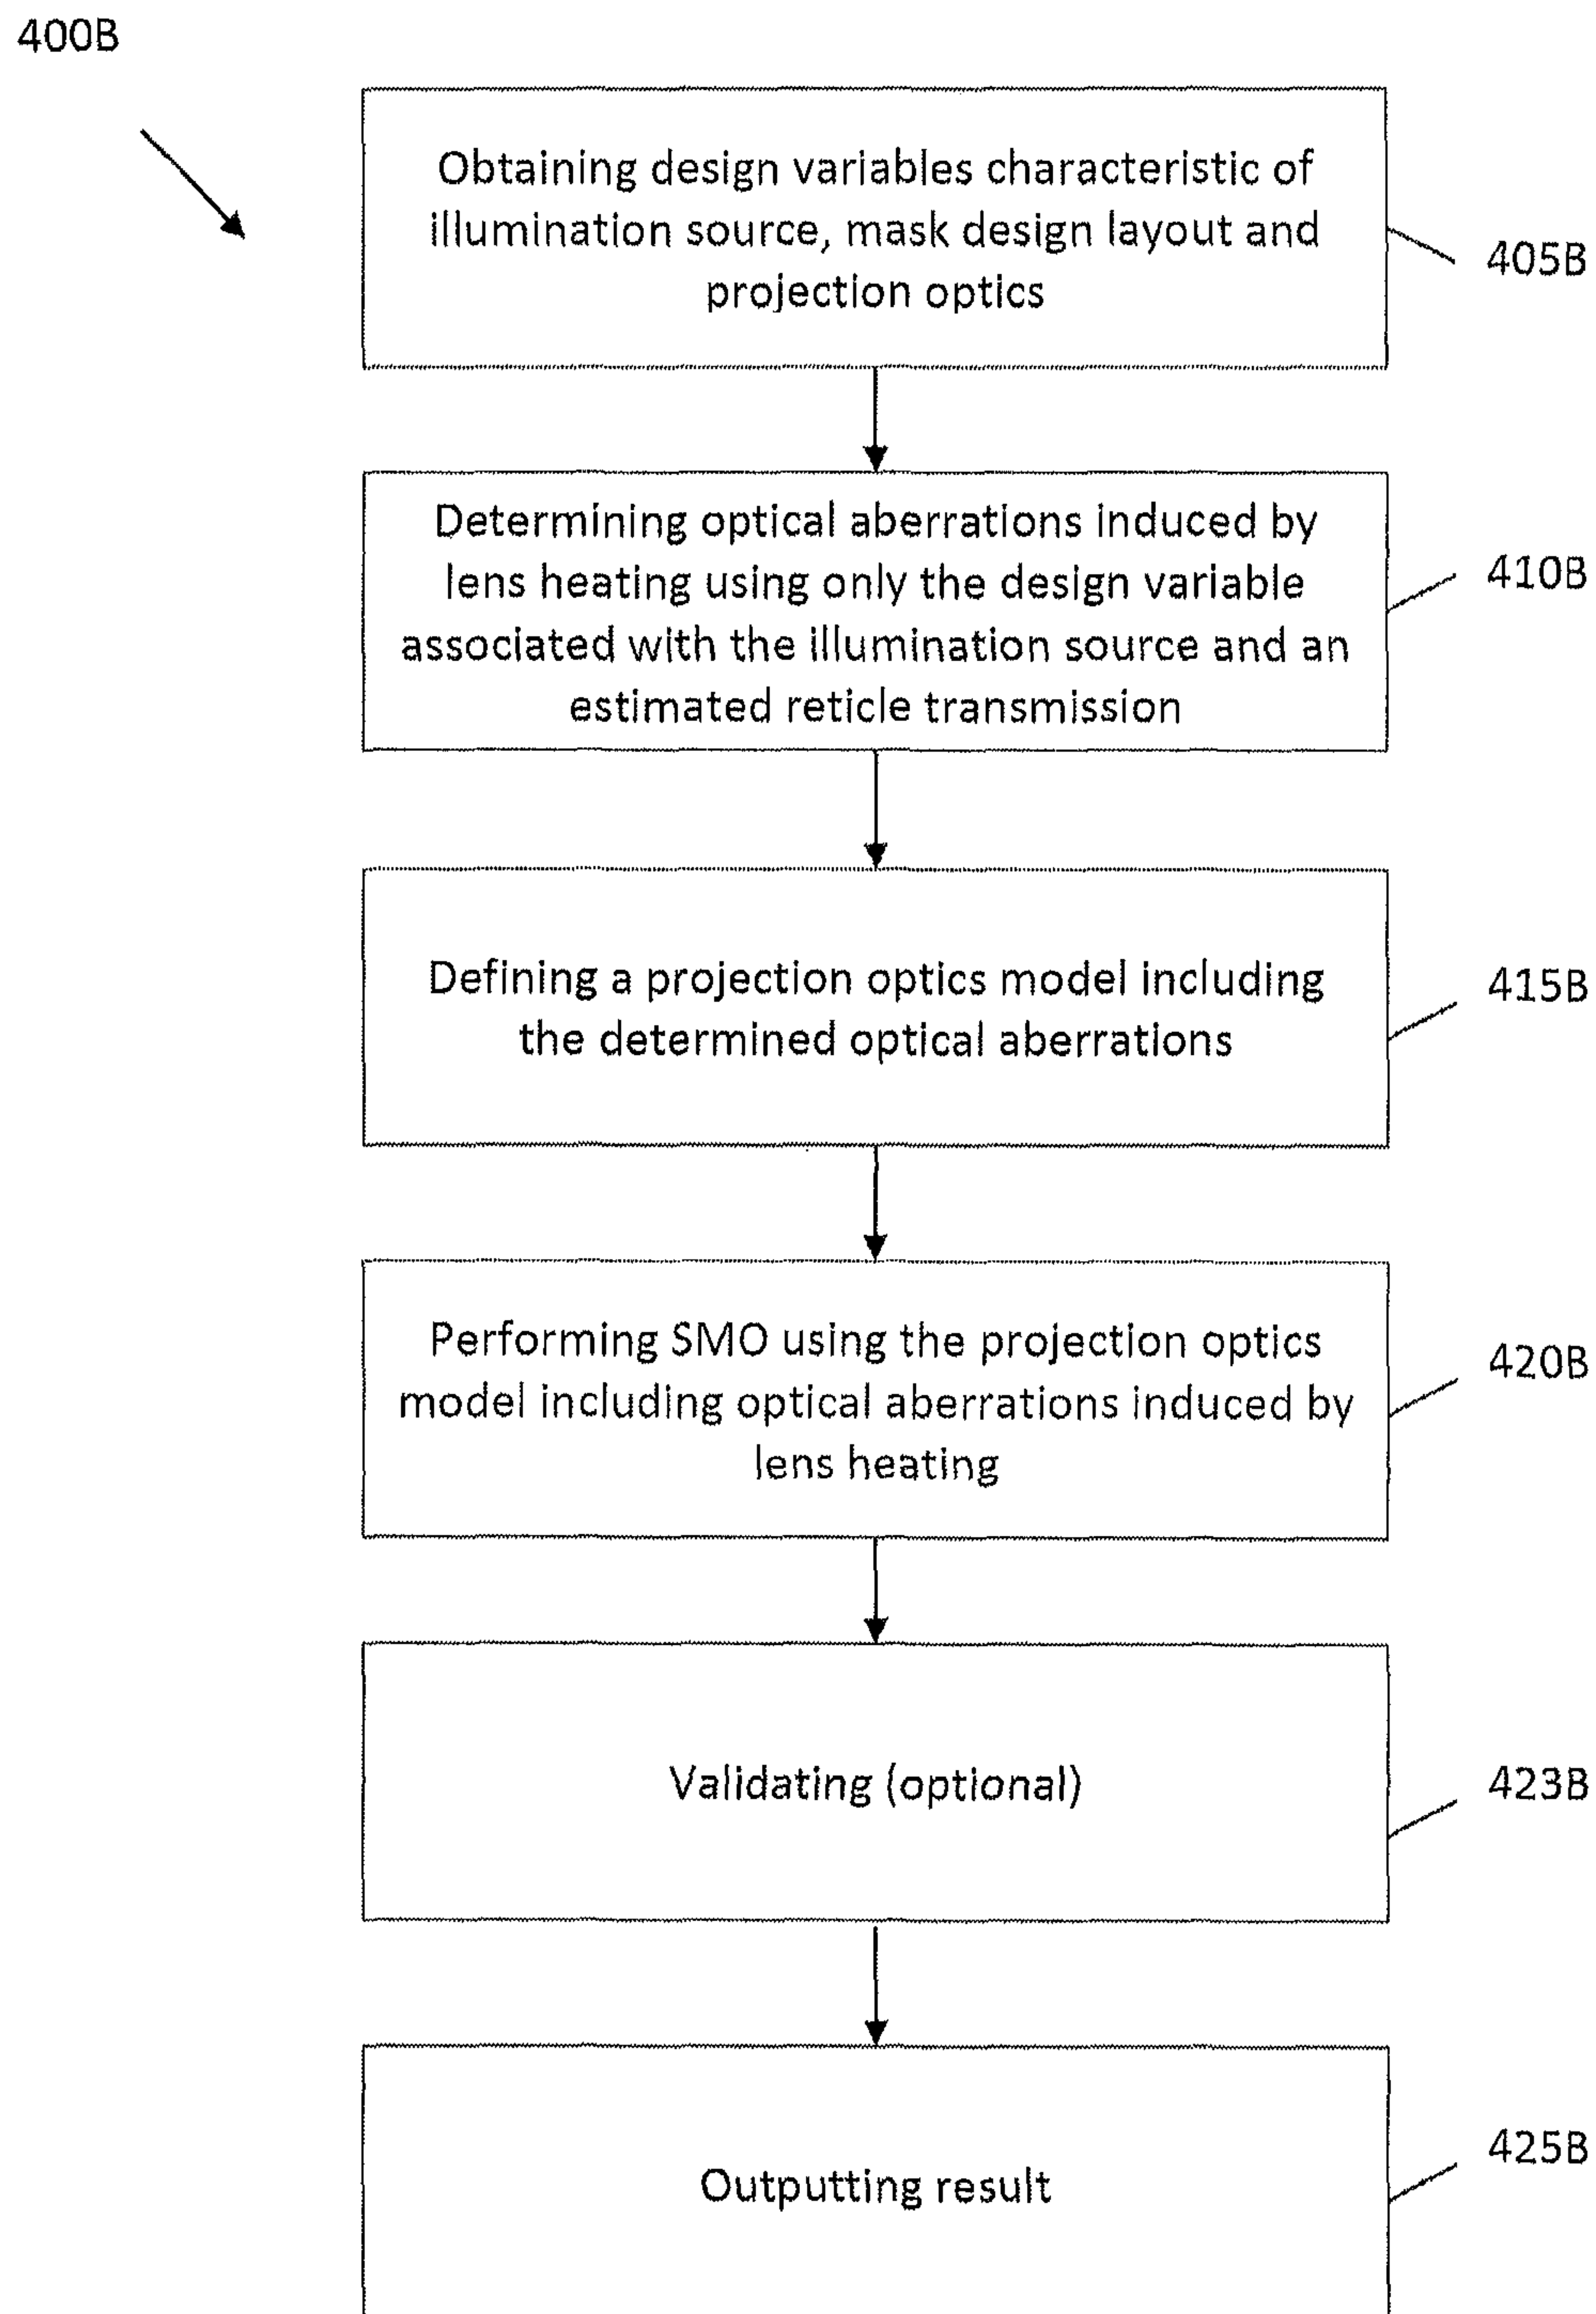 400B
Obtaining design variables characteristic of
illumination source, mask design layout and
projection optics
405B
Determining optical aberrations induced by
lens heating using only the design variable
associated with the illumination source and an
estimated reticle transmission
410B
Defining a projection optics model including
the determined optical aberrations
415B
Performing SMO using the projection optics
model including optical aberrations induced by
lens heating
420B
Validating (optional)
423B
Outputting result
425B